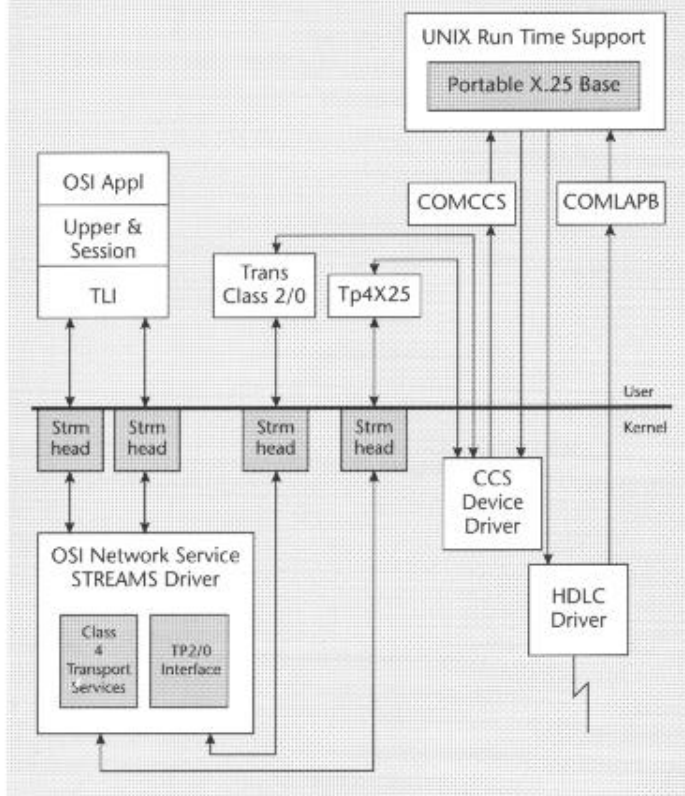 UNIX Run Time Support
Portable X.25 Base
OSI Appl
Upper &
Session
TLI
COMCCS
COMLAPB
Trans
Class 2/0
Tp4X25
User
Kernel
Strm
head
Strm
head
Strm
head
Strm
head
CCS
Device
Driver
OSI Network Service
STREAMS Driver
Class
4
Transport
Services
TP2/0
Interface
HDLC
Driver